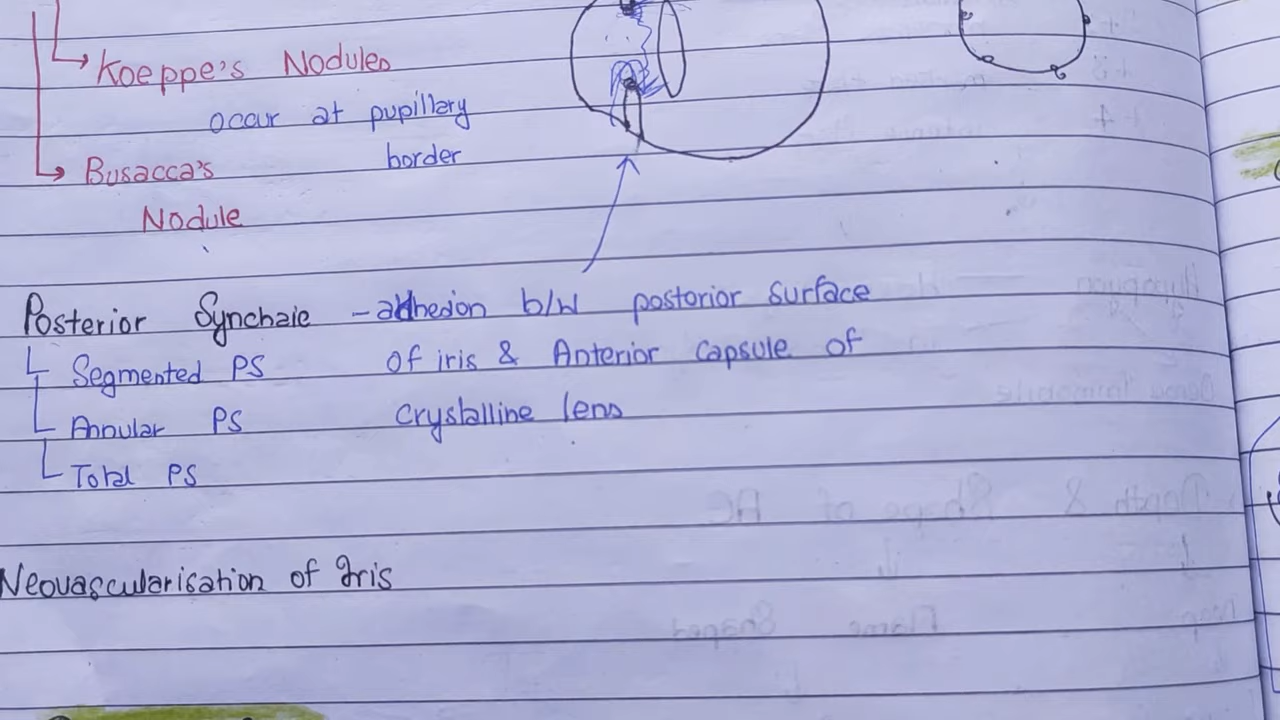 Koeppe's Nodules
occur at pupillary
border
Busacca's
Nodule
Posterior Synchaie - adhesion b/w posterior surface
Segmented PS of iris & Anterior capsule of
Annular PS crystalline lens
Total PS
Neovascularisation of Iris